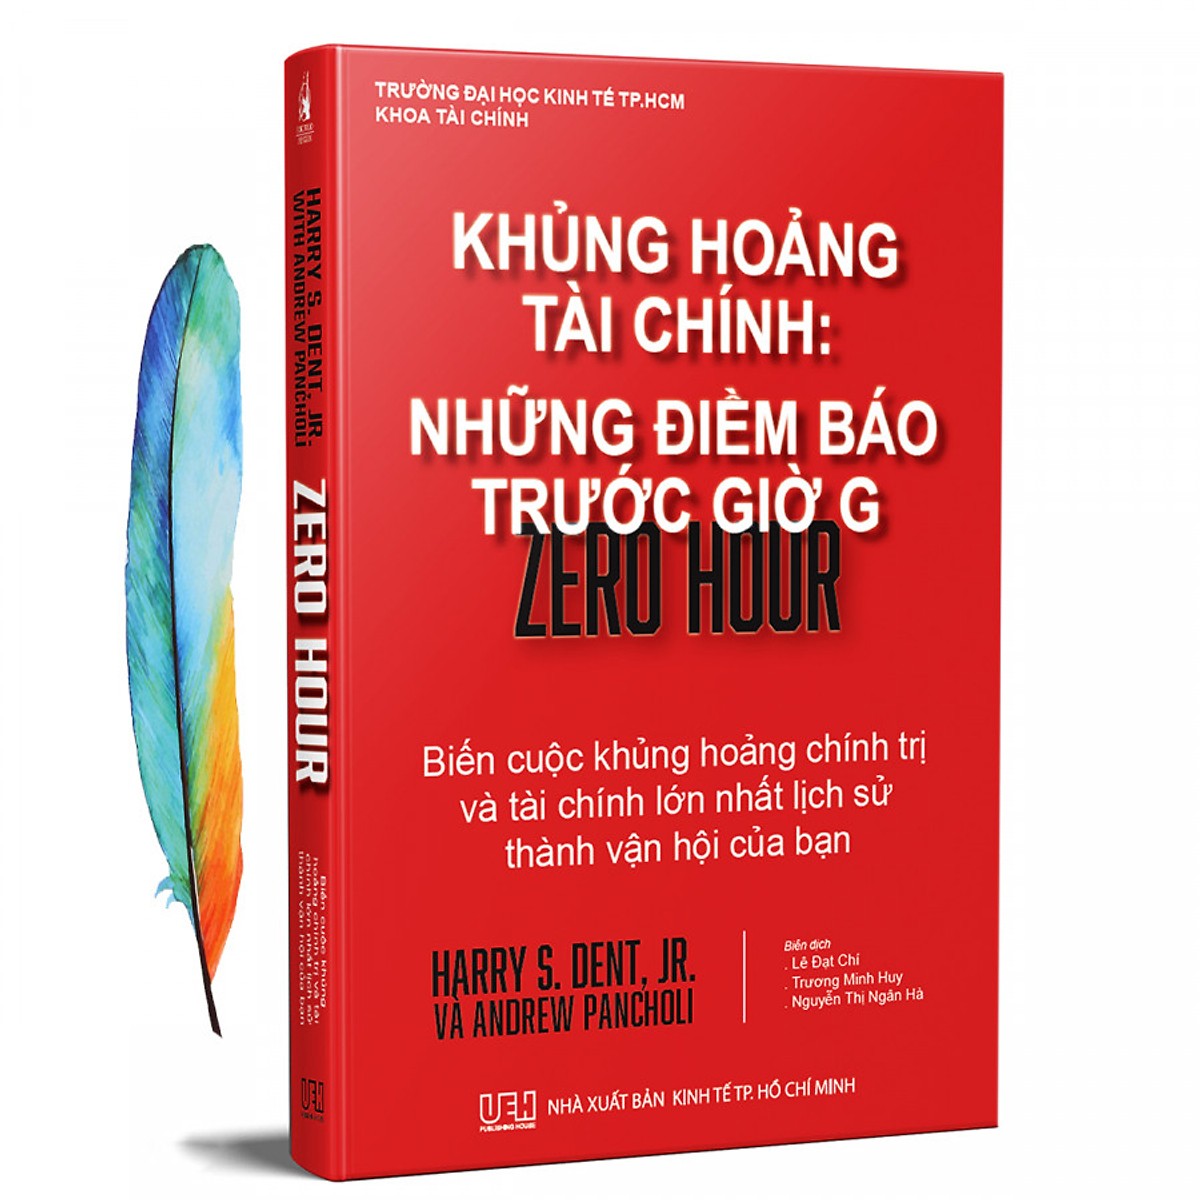 TRƯỜNG ĐẠI HỌC KINH TẾ TP.HCM
KHOA TÀI CHÍNH
KHỦNG HOẢNG
TÀI CHÍNH:
NHỮNG ĐIỀM BÁO
TRƯỚC GIỜ G
ZERO HOUR
Biến cuộc khủng hoảng chính trị
và tài chính lớn nhất lịch sử
thành vận hội của bạn
HARRY S. DENT, JR.
VÀ ANDREW PANCHOLI
Biên dịch
. Lê Đạt Chí
. Trương Minh Huy
. Nguyễn Thị Ngân Hà
UEH
PUBLISHING HOUSE
NHÀ XUẤT BẢN KINH TẾ TP. HỒ CHÍ MINH
HARRY S. DENT, JR.
WITH ANDREW PANCHOLI
ZERO HOUR
Biến cuộc khủng
hoảng chính trị và tài
chính lớn nhất lịch sử
thành vận hội của bạn
UEH